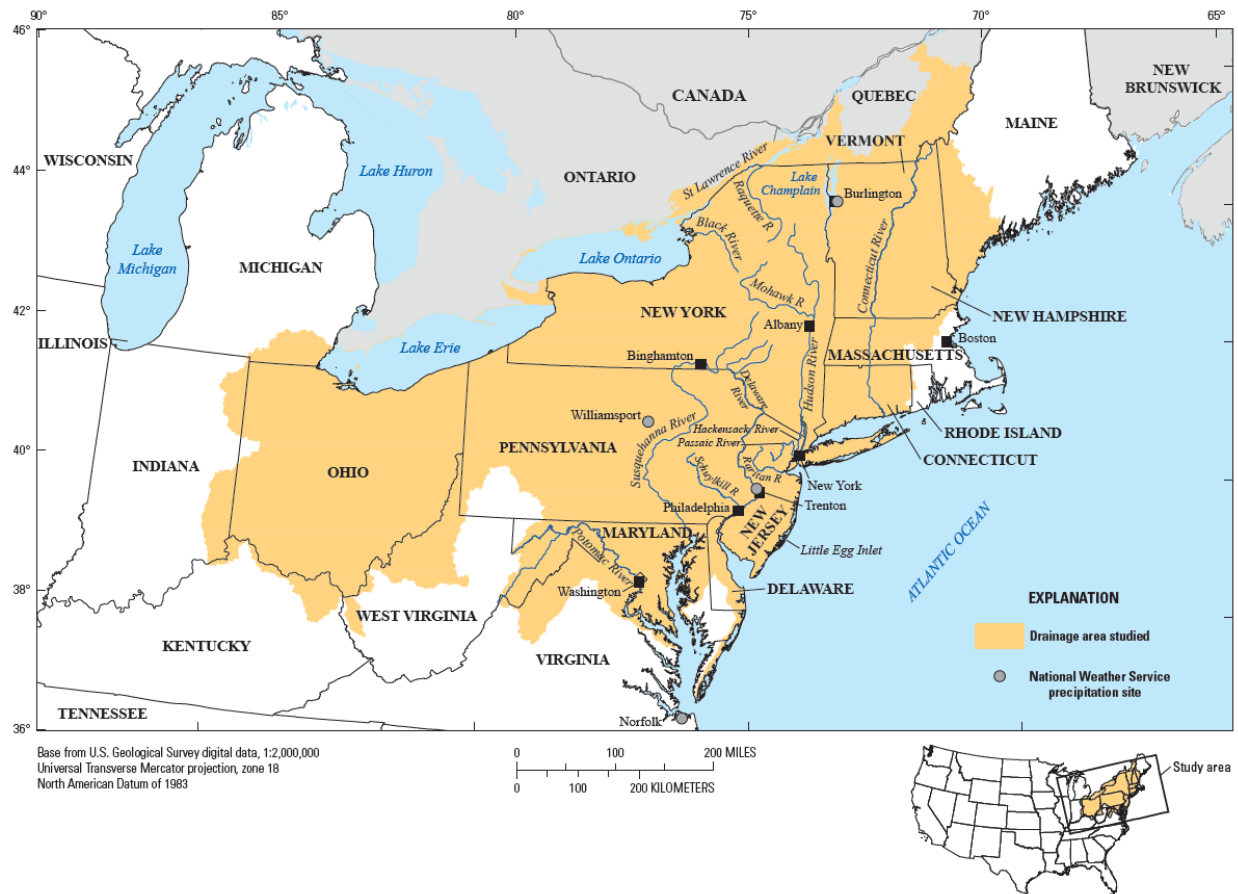 90°
85°
80°
75°
70°
65°
46°
44°
42°
40°
38°
36°
CANADA
QUEBEC
NEW
BRUNSWICK
MAINE
VERMONT
WISCONSIN
Lake Huron
ONTARIO
St Lawrence River
Lake
Champlain
Burlington
Raquette R
Black River
Connecticut River
Lake
Michigan
MICHIGAN
Lake Ontario
Mohawk R
NEW YORK
Albany
NEW HAMPSHIRE
ILLINOIS
Lake Erie
Binghamton
MASSACHUSETTS
Boston
Delaware
River
Hudson River
Williamsport
Susquehanna River
Hackensack River
Passaic River
RHODE ISLAND
PENNSYLVANIA
CONNECTICUT
INDIANA
OHIO
Schuylkill R
Raritan R
New York
Trenton
Philadelphia
NEW
JERSEY
MARYLAND
Little Egg Inlet
ATLANTIC OCEAN
Potomac River
Washington
DELAWARE
WEST VIRGINIA
KENTUCKY
VIRGINIA
TENNESSEE
Norfolk
EXPLANATION
Drainage area studied
National Weather Service
precipitation site
Base from U.S. Geological Survey digital data, 1:2,000,000
Universal Transverse Mercator projection, zone 18
North American Datum of 1983
0 100 200 MILES
0 100 200 KILOMETERS
Study area
85°
80°
75°
70°